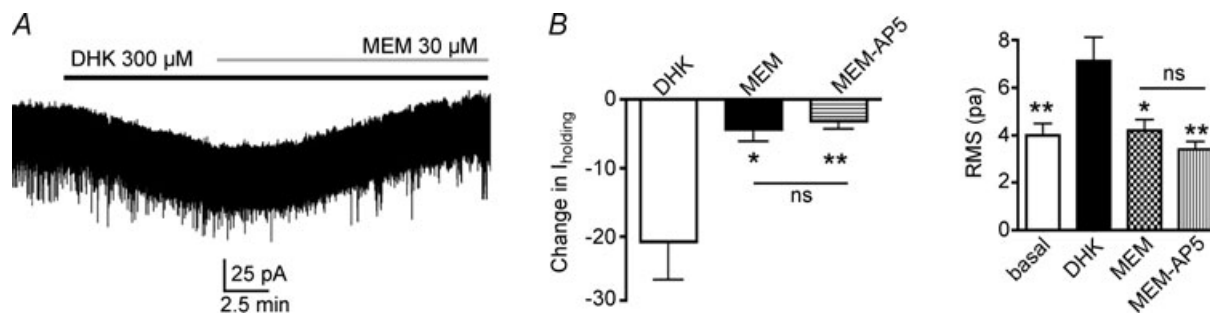 A
DHK 300 µM
MEM 30 µM
25 pA
2.5 min
B
DHK
MEM
MEM-AP5
0
-10
-20
-30
Change in Iholding
*
**
ns
8
6
4
2
0
RMS (pa)
**
ns
*
**
basal
DHK
MEM
MEM-AP5